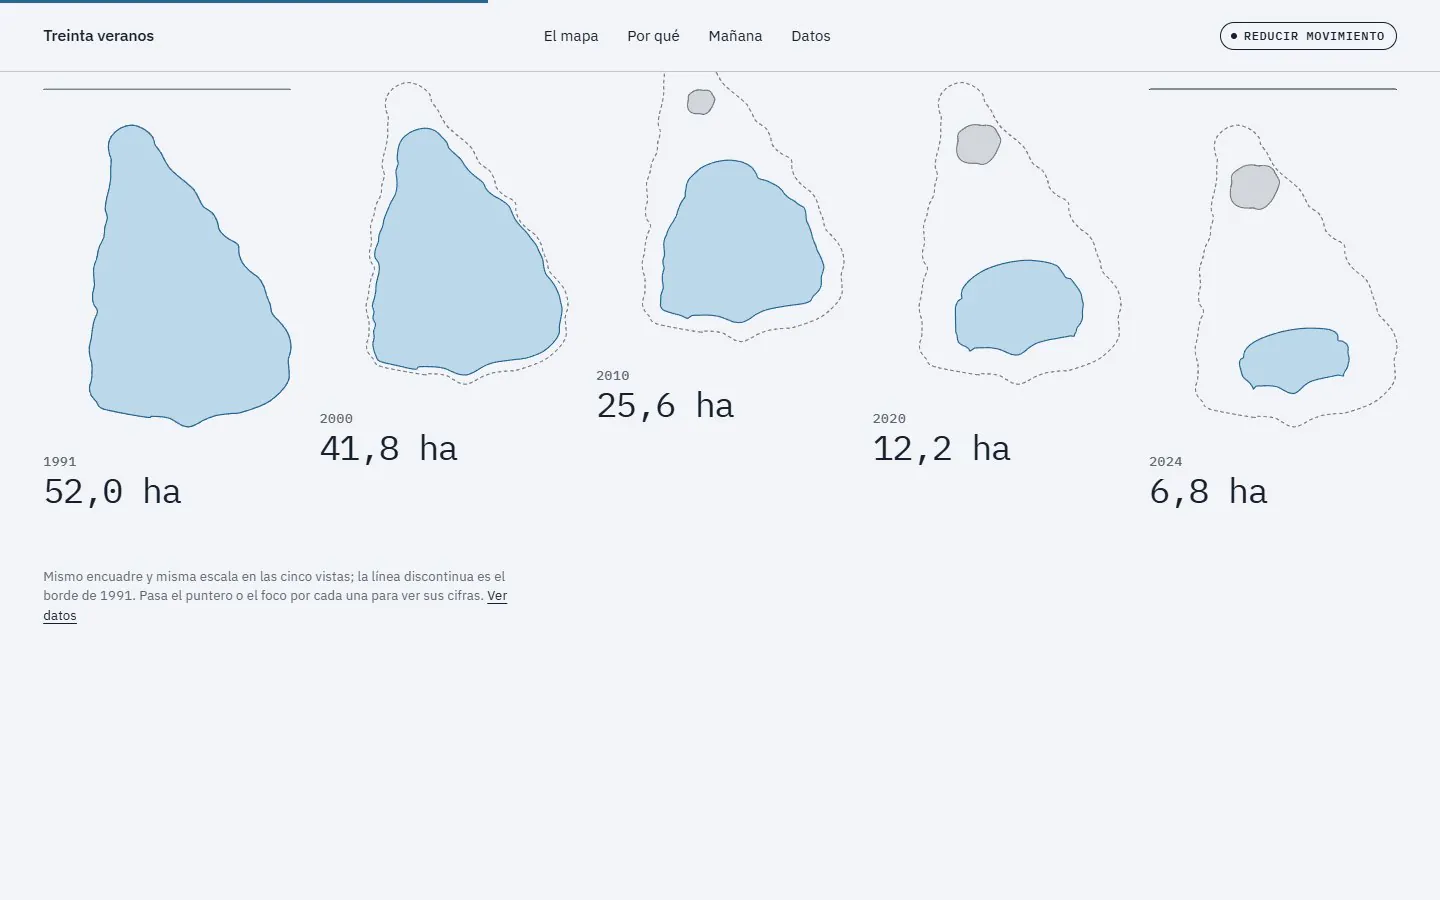 Treinta veranos
El mapa
Por qué
Mañana
Datos
REDUCIR MOVIMIENTO
1991
52,0 ha
2000
41,8 ha
2010
25,6 ha
2020
12,2 ha
2024
6,8 ha
Mismo encuadre y misma escala en las cinco vistas; la línea discontinua es el
borde de 1991. Pasa el puntero o el foco por cada una para ver sus cifras. Ver
datos